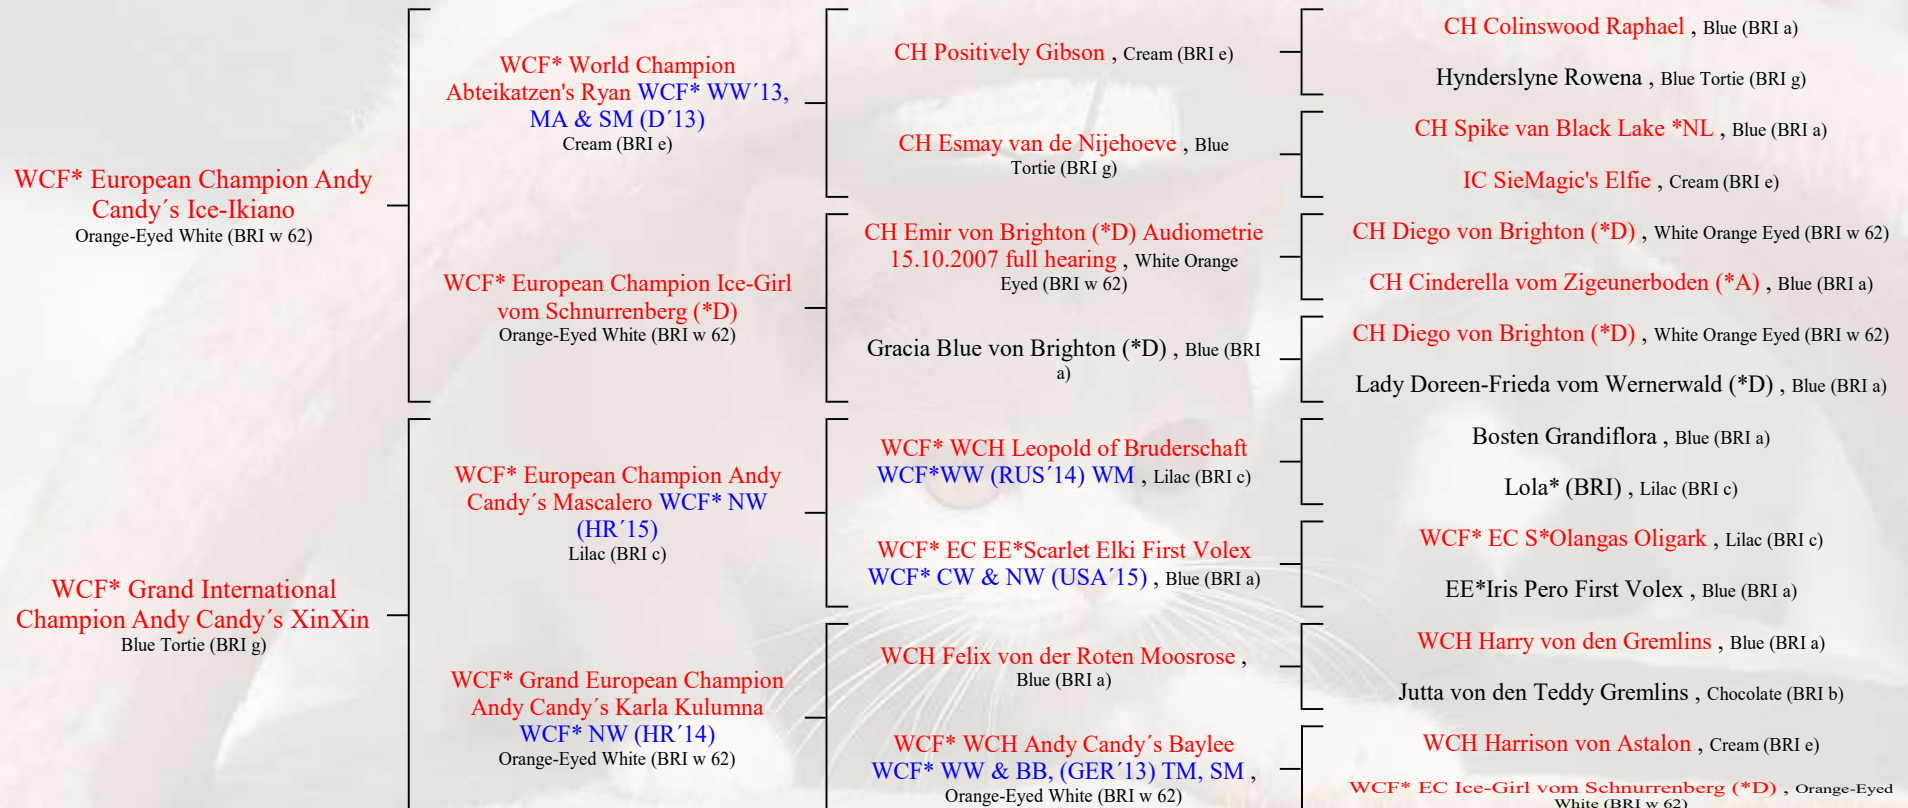 WCF* European Champion Andy
Candy´s Ice-Ikiano
Orange-Eyed White (BRI w 62)
WCF* Grand International
Champion Andy Candy´s XinXin
Blue Tortie (BRI g)
WCF* World Champion
Abteikatzen's Ryan WCF* WW´13,
MA & SM (D´13)
Cream (BRI e)
WCF* European Champion Ice-Girl
vom Schnurrenberg (*D)
Orange-Eyed White (BRI w 62)
WCF* European Champion Andy
Candy´s Mascalero WCF* NW
(HR´15)
Lilac (BRI c)
WCF* Grand European Champion
Andy Candy´s Karla Kulumna
WCF* NW (HR´14)
Orange-Eyed White (BRI w 62)
CH Positively Gibson , Cream (BRI e)
CH Esmay van de Nijehoeve , Blue
Tortie (BRI g)
CH Emir von Brighton (*D) Audiometrie
15.10.2007 full hearing , White Orange
Eyed (BRI w 62)
Gracia Blue von Brighton (*D) , Blue (BRI
a)
WCF* WCH Leopold of Bruderschaft
WCF*WW (RUS´14) WM , Lilac (BRI c)
WCF* EC EE*Scarlet Elki First Volex
WCF* CW & NW (USA´15) , Blue (BRI a)
WCH Felix von der Roten Moosrose ,
Blue (BRI a)
WCF* WCH Andy Candy´s Baylee
WCF* WW & BB, (GER´13) TM, SM ,
Orange-Eyed White (BRI w 62)
CH Colinswood Raphael , Blue (BRI a)
Hynderslyne Rowena , Blue Tortie (BRI g)
CH Spike van Black Lake *NL , Blue (BRI a)
IC SieMagic's Elfie , Cream (BRI e)
CH Diego von Brighton (*D) , White Orange Eyed (BRI w 62)
CH Cinderella vom Zigeunerboden (*A) , Blue (BRI a)
CH Diego von Brighton (*D) , White Orange Eyed (BRI w 62)
Lady Doreen-Frieda vom Wernerwald (*D) , Blue (BRI a)
Bosten Grandiflora , Blue (BRI a)
Lola* (BRI) , Lilac (BRI c)
WCF* EC S*Olangas Oligark , Lilac (BRI c)
EE*Iris Pero First Volex , Blue (BRI a)
WCH Harry von den Gremlins , Blue (BRI a)
Jutta von den Teddy Gremlins , Chocolate (BRI b)
WCH Harrison von Astalon , Cream (BRI e)
WCF* EC Ice-Girl vom Schnurrenberg (*D) , Orange-Eyed
White (BRI w 62)